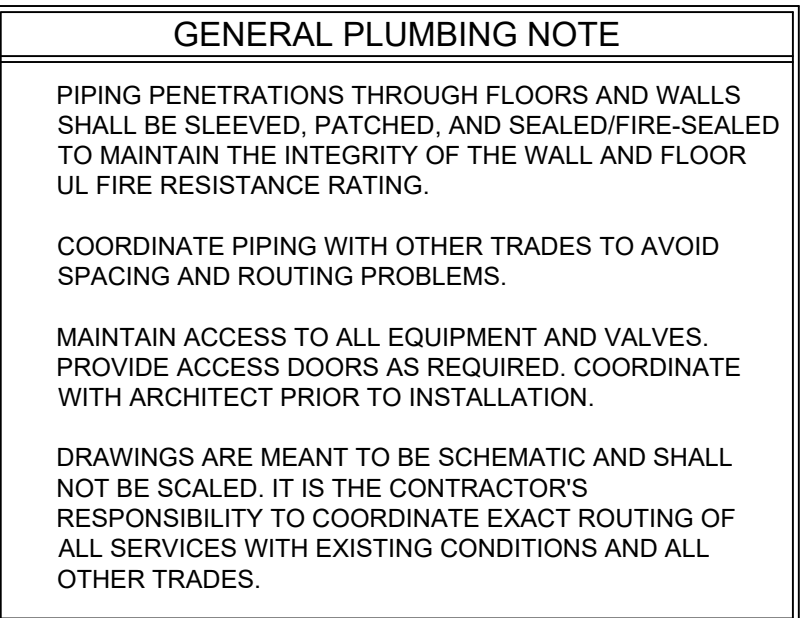 GENERAL PLUMBING NOTE
PIPING PENETRATIONS THROUGH FLOORS AND WALLS
SHALL BE SLEEVED, PATCHED, AND SEALED/FIRE-SEALED
TO MAINTAIN THE INTEGRITY OF THE WALL AND FLOOR
UL FIRE RESISTANCE RATING.
COORDINATE PIPING WITH OTHER TRADES TO AVOID
SPACING AND ROUTING PROBLEMS.
MAINTAIN ACCESS TO ALL EQUIPMENT AND VALVES.
PROVIDE ACCESS DOORS AS REQUIRED. COORDINATE
WITH ARCHITECT PRIOR TO INSTALLATION.
DRAWINGS ARE MEANT TO BE SCHEMATIC AND SHALL
NOT BE SCALED. IT IS THE CONTRACTOR'S
RESPONSIBILITY TO COORDINATE EXACT ROUTING OF
ALL SERVICES WITH EXISTING CONDITIONS AND ALL
OTHER TRADES.